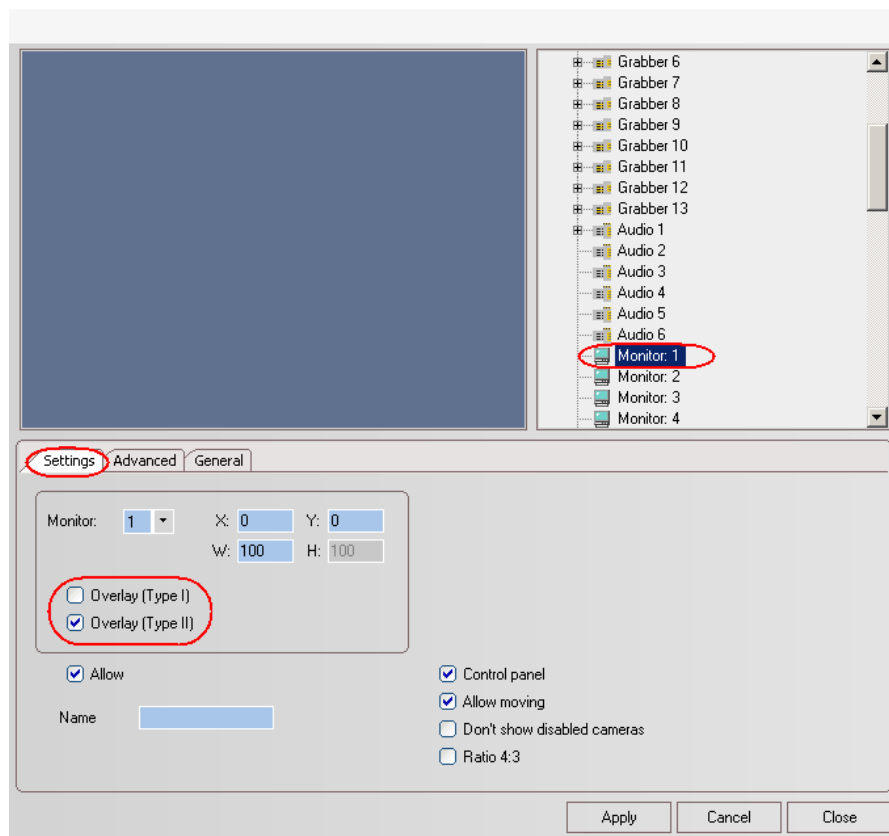 Grabber 6
Grabber 7
Grabber 8
Grabber 9
Grabber 10
Grabber 11
Grabber 12
Grabber 13
Audio 1
Audio 2
Audio 3
Audio 4
Audio 5
Audio 6
Monitor: 1
Monitor: 2
Monitor: 3
Monitor: 4
Settings Advanced General
Monitor: 1 X: 0 Y: 0
W: 100 H: 100
Overlay (Type I)
Overlay (Type II)
Allow
Name
Control panel
Allow moving
Don't show disabled cameras
Ratio 4:3
Apply Cancel Close